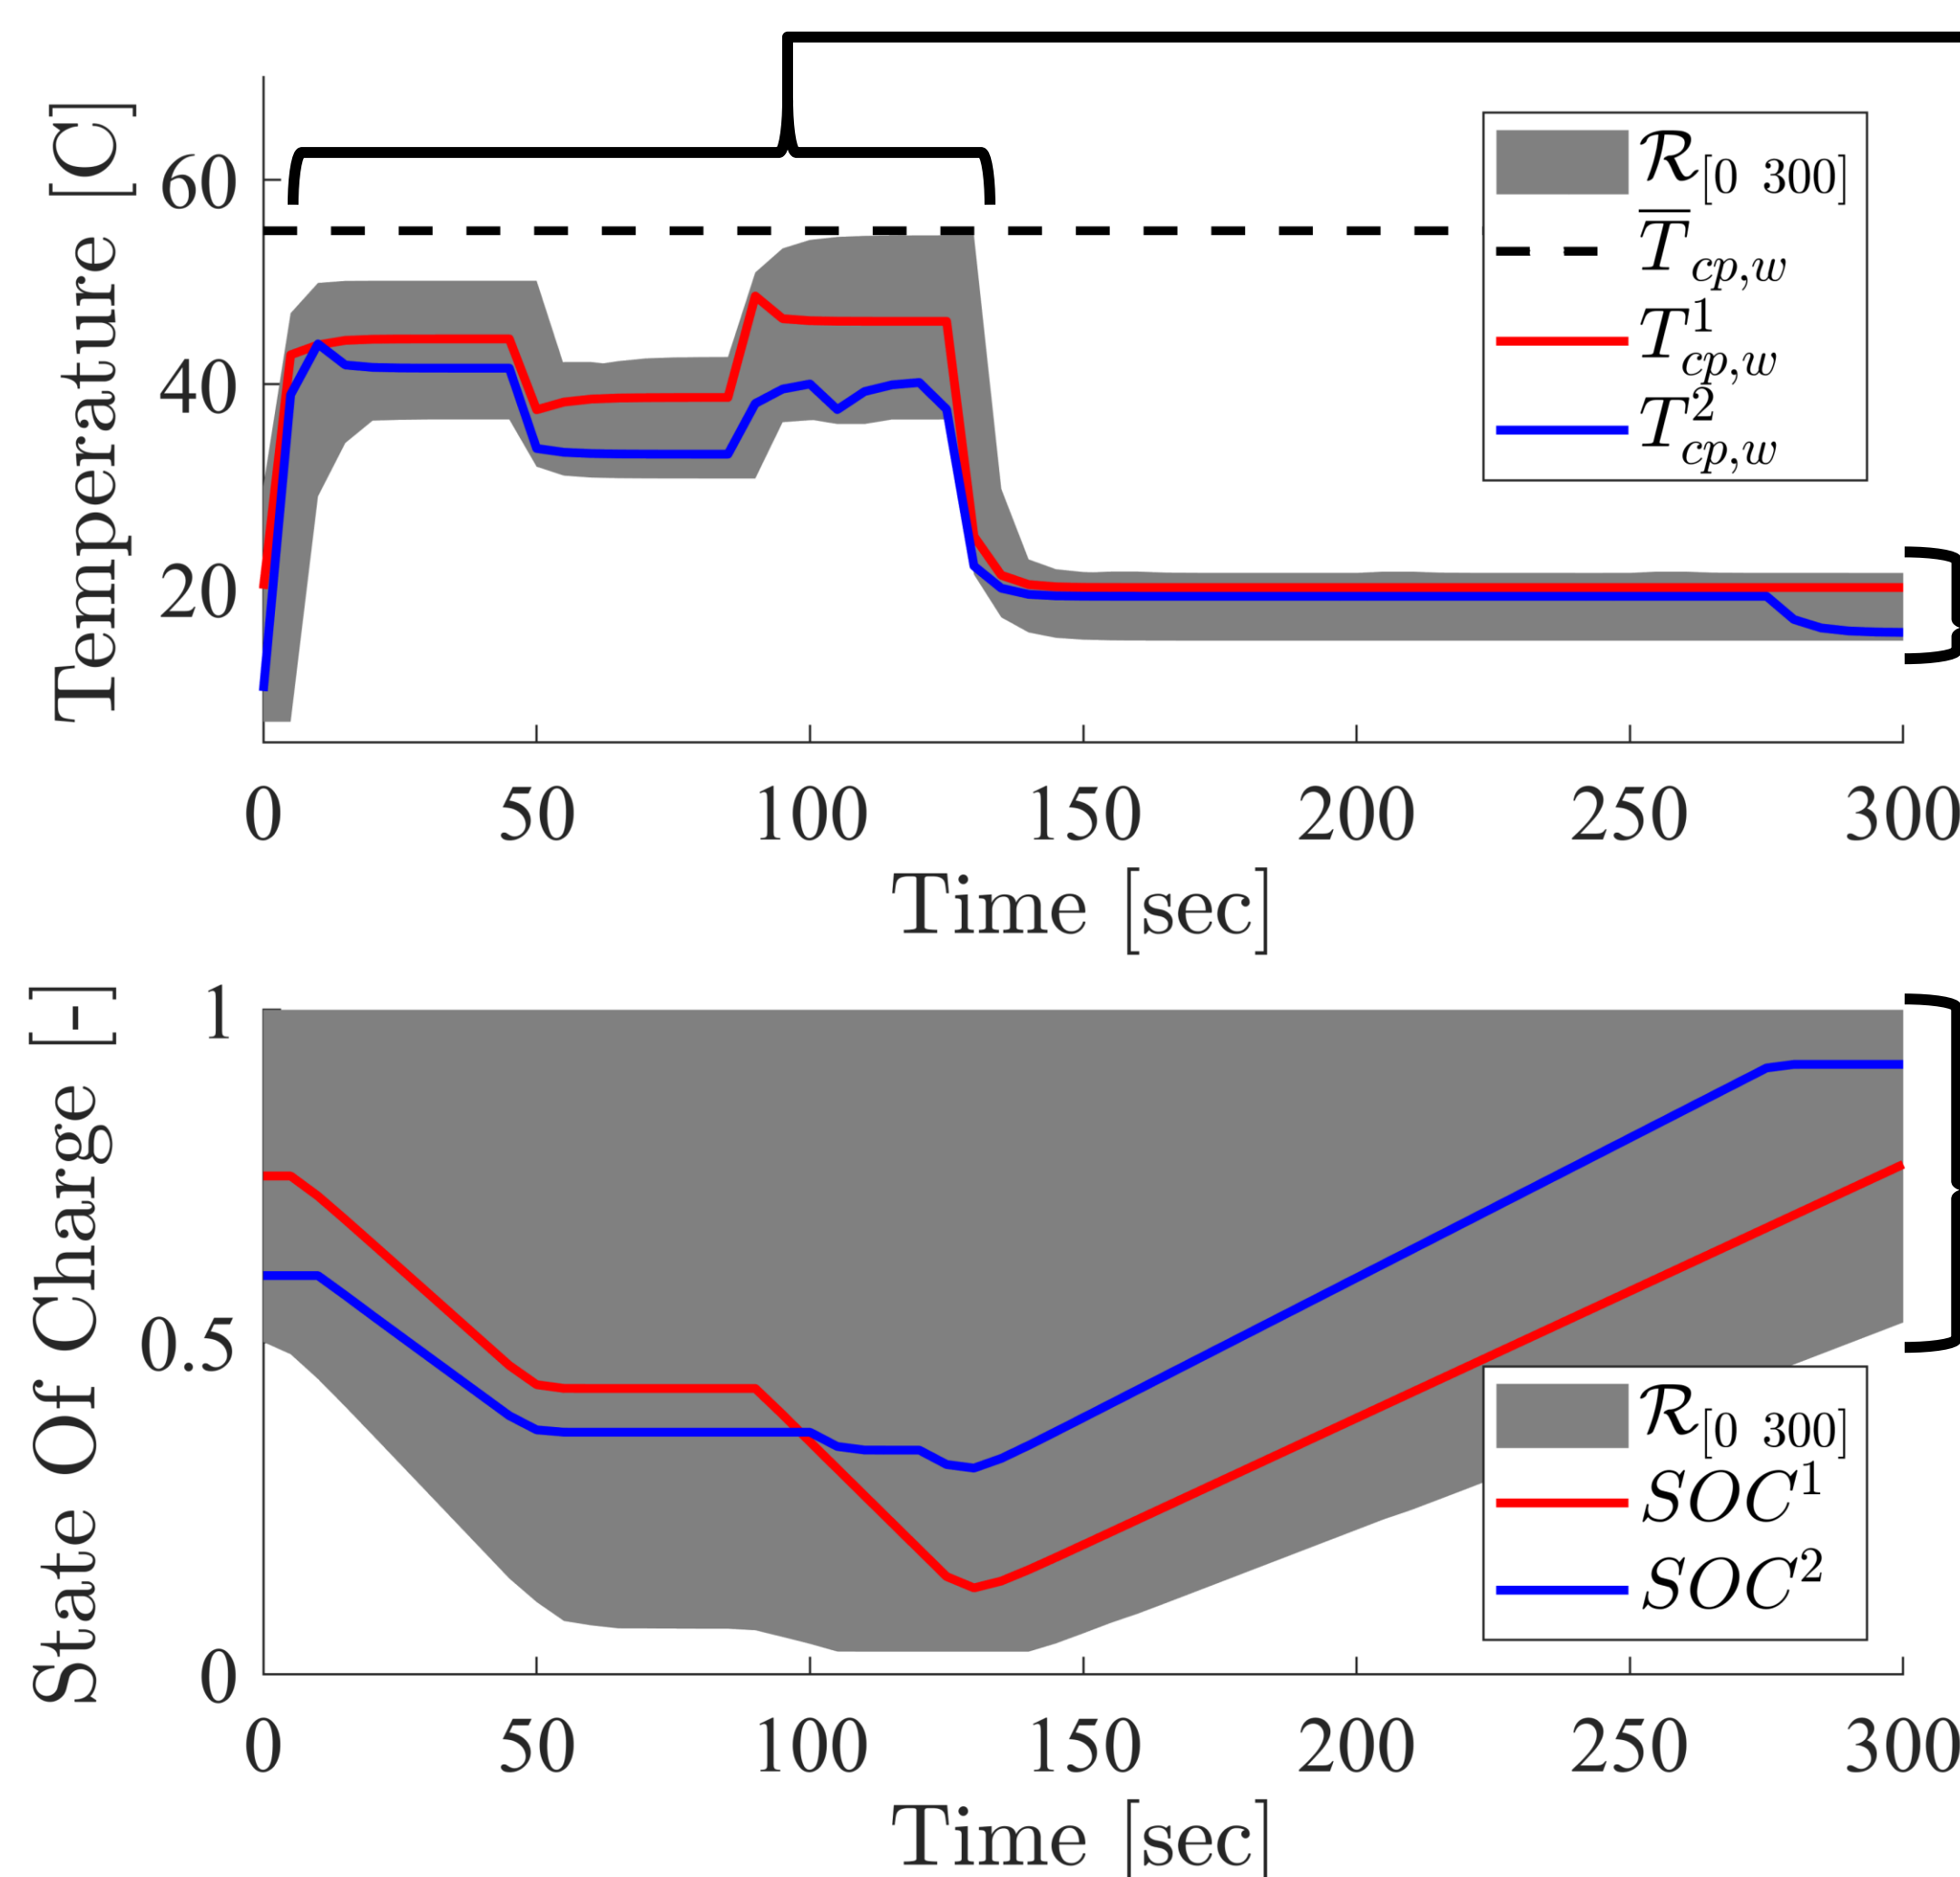 Temperature [C]
60
40
20
0 50 100 150 200 250 300
Time [sec]
R[0 300]
T̅cp,w
T¹cp,w
T²cp,w
State Of Charge [-]
1
0.5
0
0 50 100 150 200 250 300
Time [sec]
R[0 300]
SOC¹
SOC²